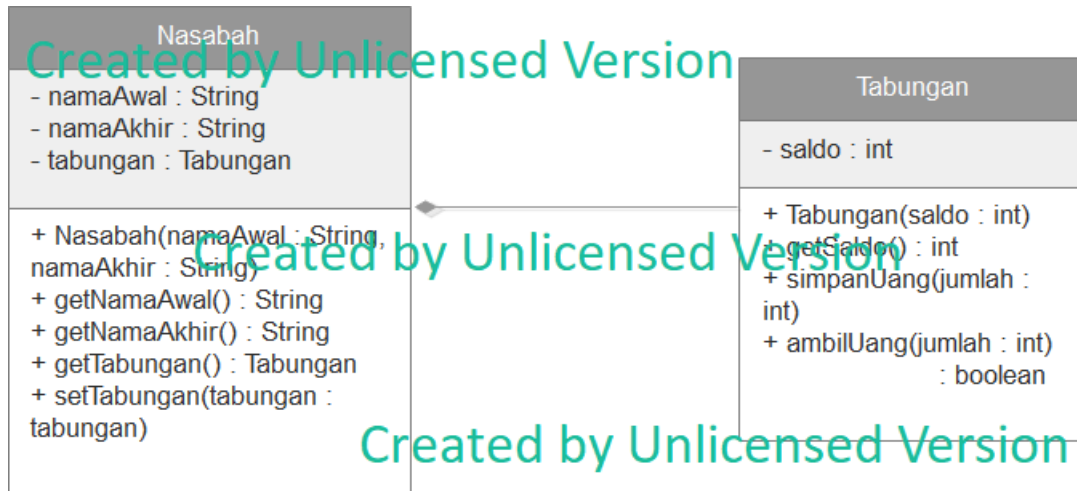 Nasabah
Created by Unlicensed Version
- namaAwal : String
- namaAkhir : String
- tabungan : Tabungan
+ Nasabah(namaAwal : String,
namaAkhir : String)
+ getNamaAwal() : String
+ getNamaAkhir() : String
+ getTabungan() : Tabungan
+ setTabungan(tabungan :
tabungan)
Created by Unlicensed Version
Tabungan
- saldo : int
+ Tabungan(saldo : int)
+ getSaldo() : int
+ simpanUang(jumlah :
int)
+ ambilUang(jumlah : int)
: boolean
Created by Unlicensed Version